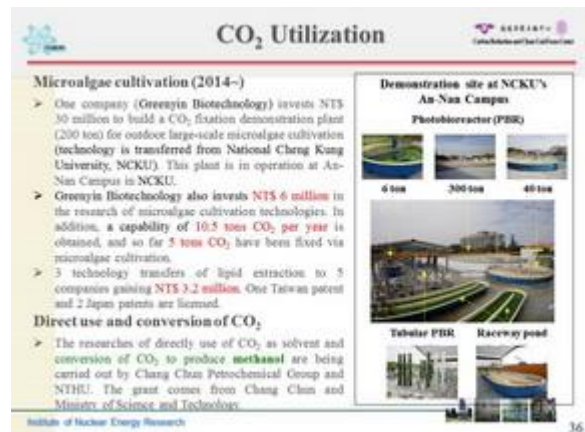 CO₂ Utilization
Microalgae cultivation (2014~)
➢ One company (Greenyin Biotechnology) invests NT$
30 million to build a CO₂ fixation demonstration plant
(200 ton) for outdoor large-scale microalgae cultivation
(technology is transferred from National Cheng Kung
University, NCKU). This plant is in operation at An-
Nan Campus in NCKU.
➢ Greenyin Biotechnology also invests NT$ 6 million in
the research of microalgae cultivation technologies. In
addition, a capability of 10.5 tons CO₂ per year is
obtained, and so far 5 tons CO₂ have been fixed via
microalgae cultivation.
➢ 3 technology transfers of lipid extraction to 5
companies gaining NT$ 3.2 million. One Taiwan patent
and 2 Japan patents are licensed.
Direct use and conversion of CO₂
➢ The researches of directly use of CO₂ as solvent and
conversion of CO₂ to produce methanol are being
carried out by Chang Chun Petrochemical Group and
NTHU. The grant comes from Chang Chun and
Ministry of Science and Technology.
Demonstration site at NCKU's
An-Nan Campus
Photobioreactor (PBR)
6 ton 300 ton 40 ton
Tubular PBR Raceway pond
Institute of Nuclear Energy Research
36